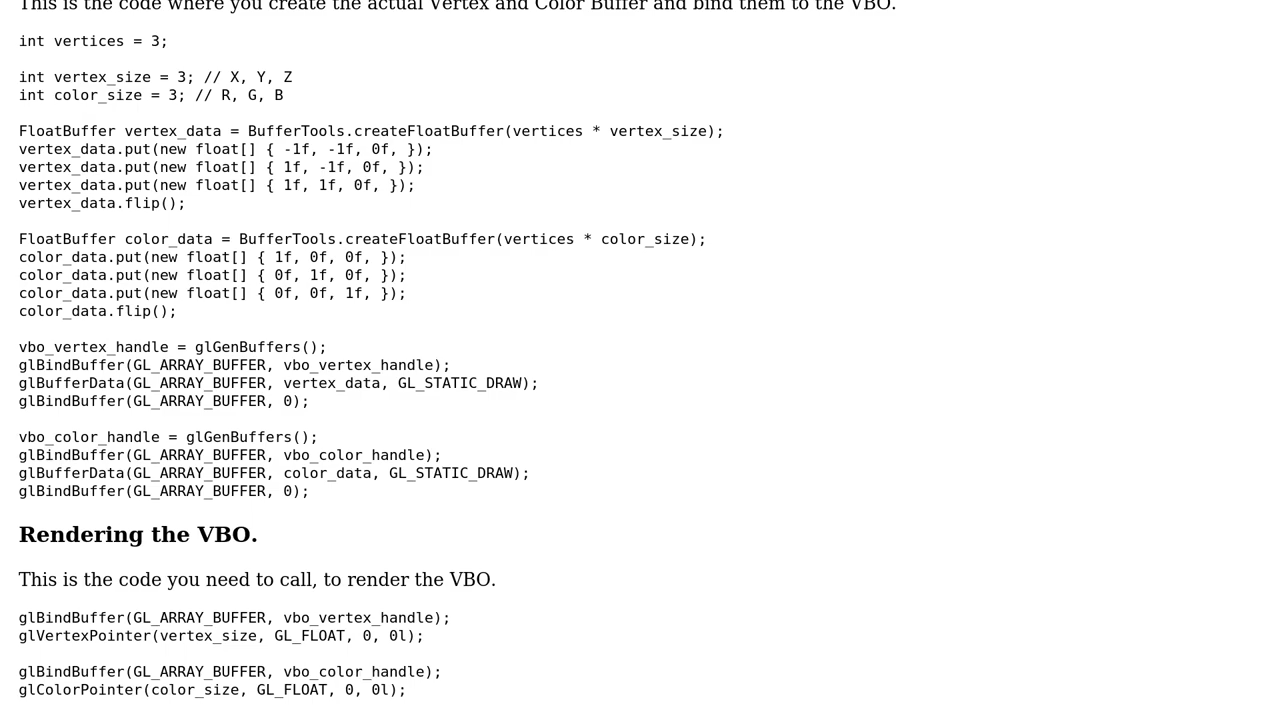 This is the code where you create the actual Vertex and Color Buffer and bind them to the VBO.
int vertices = 3;
int vertex_size = 3; // X, Y, Z
int color_size = 3; // R, G, B
FloatBuffer vertex_data = BufferTools.createFloatBuffer(vertices * vertex_size);
vertex_data.put(new float[] { -1f, -1f, 0f, });
vertex_data.put(new float[] { 1f, -1f, 0f, });
vertex_data.put(new float[] { 1f, 1f, 0f, });
vertex_data.flip();
FloatBuffer color_data = BufferTools.createFloatBuffer(vertices * color_size);
color_data.put(new float[] { 1f, 0f, 0f, });
color_data.put(new float[] { 0f, 1f, 0f, });
color_data.put(new float[] { 0f, 0f, 1f, });
color_data.flip();
vbo_vertex_handle = glGenBuffers();
glBindBuffer(GL_ARRAY_BUFFER, vbo_vertex_handle);
glBufferData(GL_ARRAY_BUFFER, vertex_data, GL_STATIC_DRAW);
glBindBuffer(GL_ARRAY_BUFFER, 0);
vbo_color_handle = glGenBuffers();
glBindBuffer(GL_ARRAY_BUFFER, vbo_color_handle);
glBufferData(GL_ARRAY_BUFFER, color_data, GL_STATIC_DRAW);
glBindBuffer(GL_ARRAY_BUFFER, 0);
Rendering the VBO.
This is the code you need to call, to render the VBO.
glBindBuffer(GL_ARRAY_BUFFER, vbo_vertex_handle);
glVertexPointer(vertex_size, GL_FLOAT, 0, 0l);
glBindBuffer(GL_ARRAY_BUFFER, vbo_color_handle);
glColorPointer(color_size, GL_FLOAT, 0, 0l);